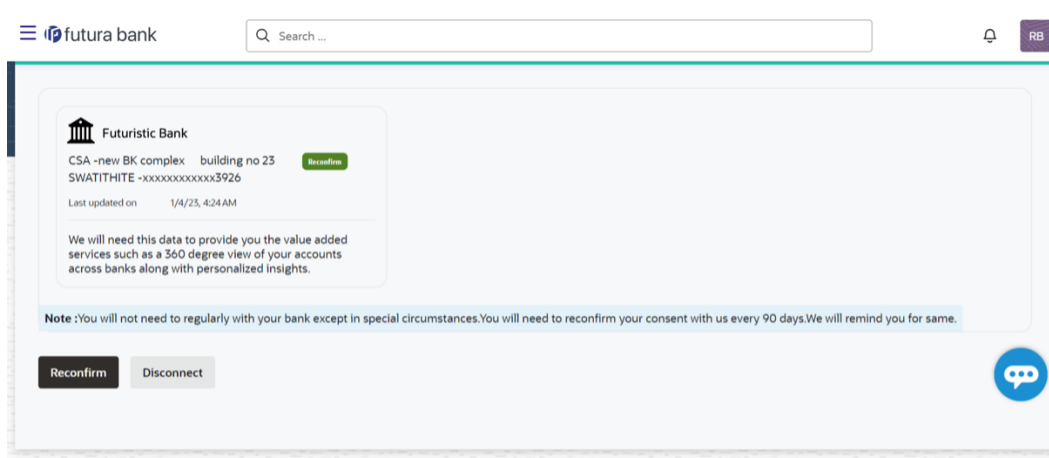 futura bank
Search ...
RB
Futuristic Bank
CSA -new BK complex building no 23
Reconfirm
SWATITHITE -xxxxxxxxxxxx3926
Last updated on 1/4/23, 4:24 AM
We will need this data to provide you the value added
services such as a 360 degree view of your accounts
across banks along with personalized insights.
Note :You will not need to regularly with your bank except in special circumstances.You will need to reconfirm your consent with us every 90 days.We will remind you for same.
Reconfirm Disconnect